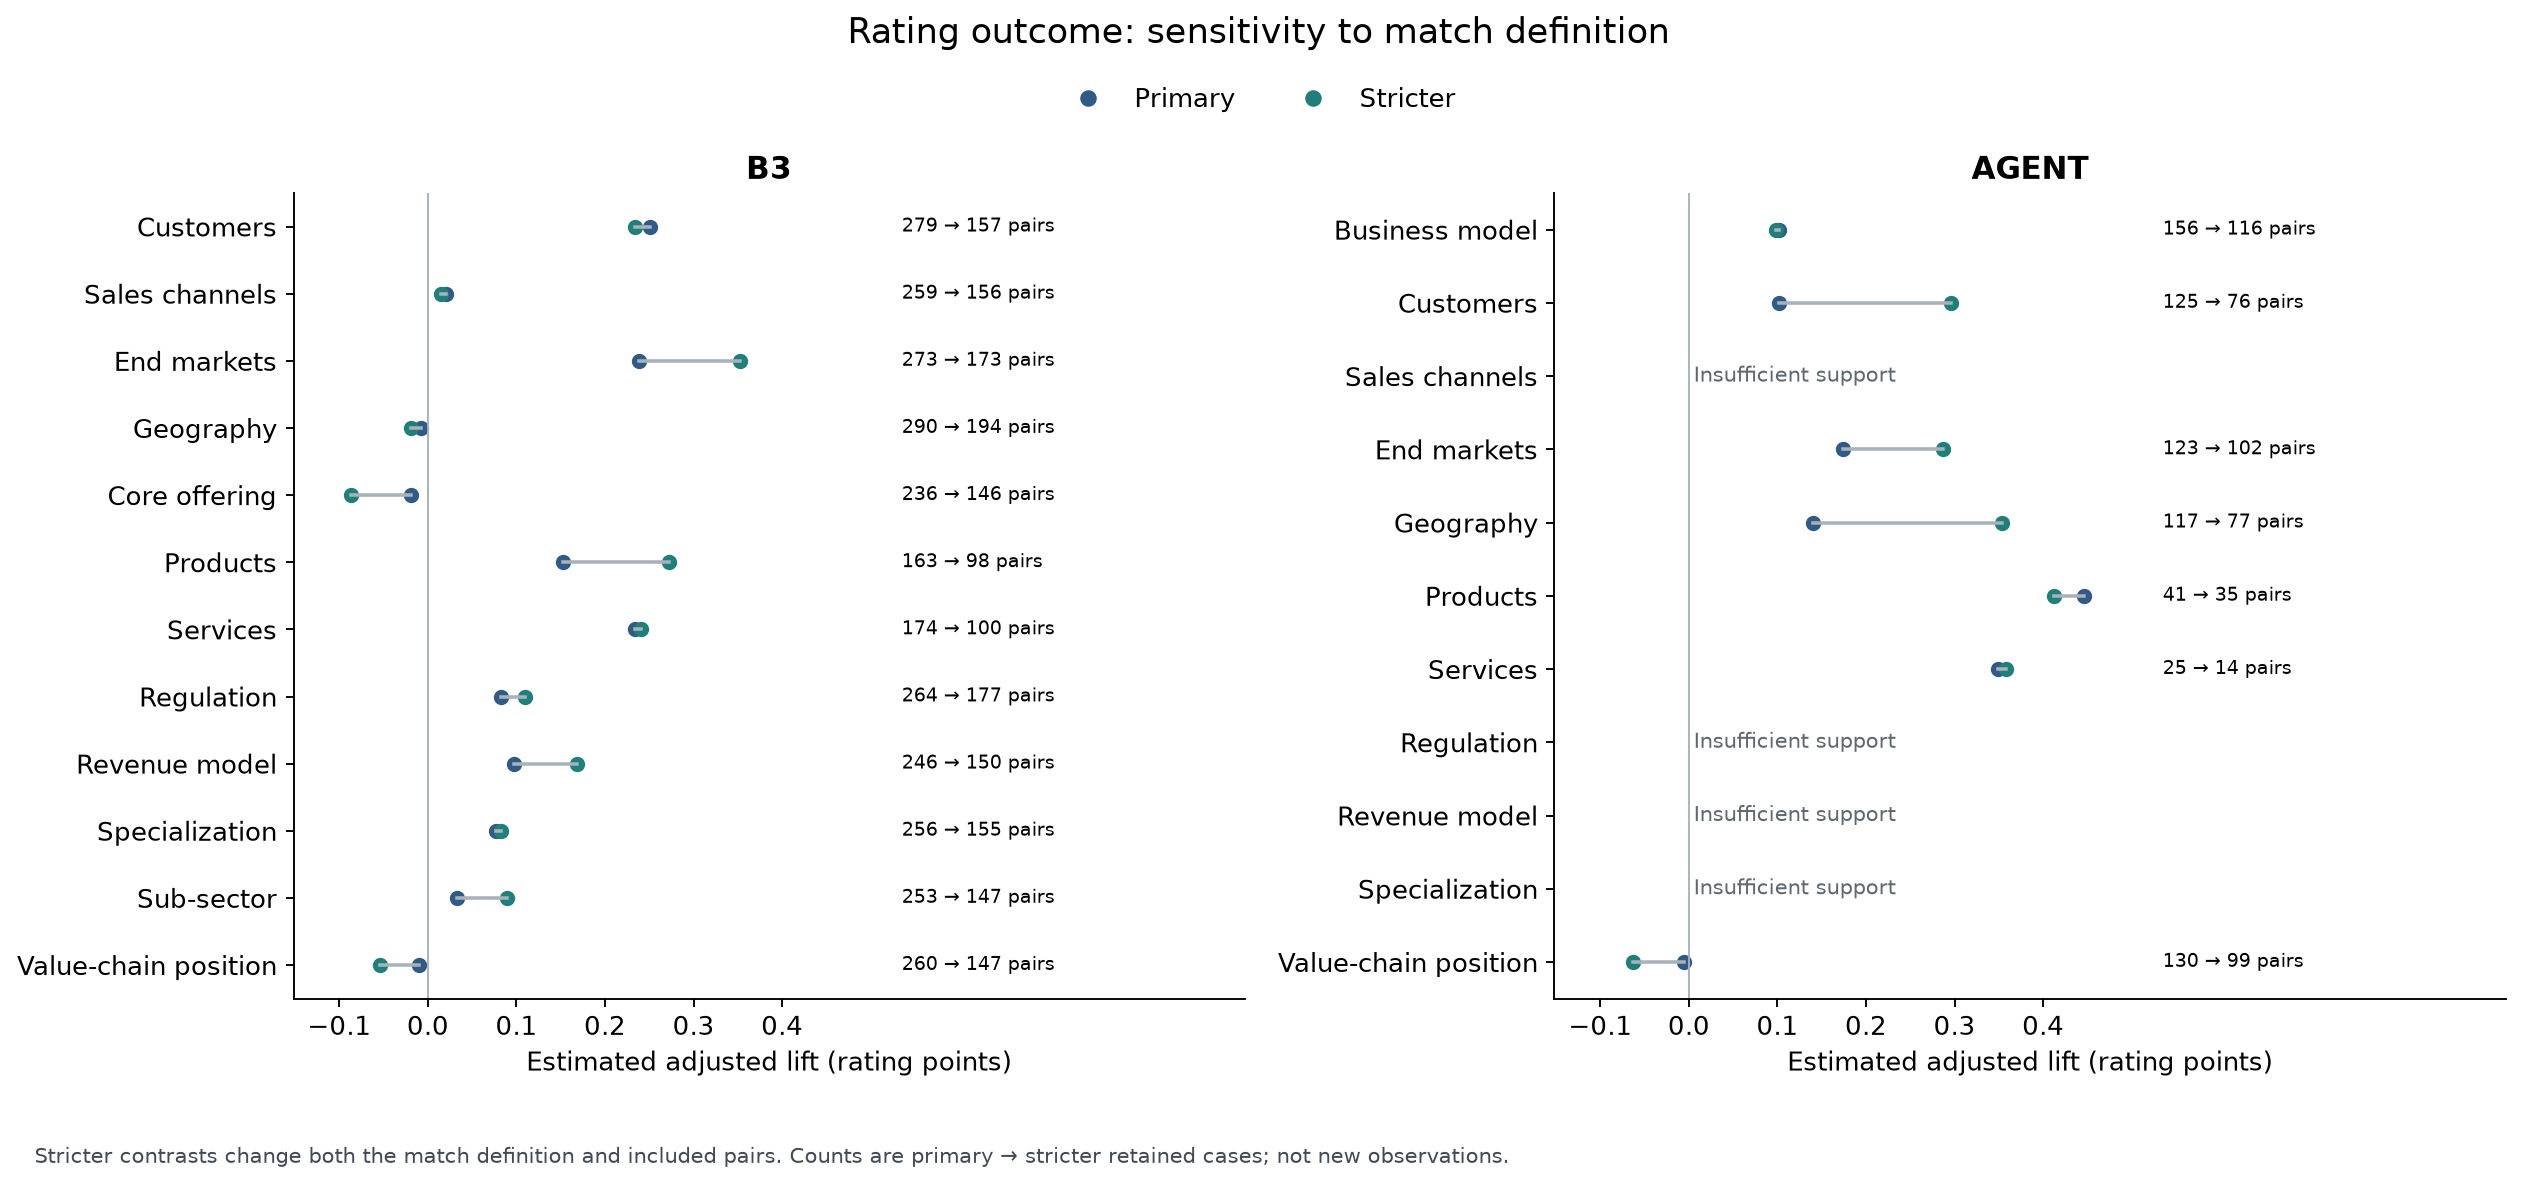 Rating outcome: sensitivity to match definition
Primary
Stricter
B3
Customers
279 → 157 pairs
Sales channels
259 → 156 pairs
End markets
273 → 173 pairs
Geography
290 → 194 pairs
Core offering
236 → 146 pairs
Products
163 → 98 pairs
Services
174 → 100 pairs
Regulation
264 → 177 pairs
Revenue model
246 → 150 pairs
Specialization
256 → 155 pairs
Sub-sector
253 → 147 pairs
Value-chain position
260 → 147 pairs
−0.1 0.0 0.1 0.2 0.3 0.4
Estimated adjusted lift (rating points)
AGENT
Business model
156 → 116 pairs
Customers
125 → 76 pairs
Sales channels
Insufficient support
End markets
123 → 102 pairs
Geography
117 → 77 pairs
Products
41 → 35 pairs
Services
25 → 14 pairs
Regulation
Insufficient support
Revenue model
Insufficient support
Specialization
Insufficient support
Value-chain position
130 → 99 pairs
−0.1 0.0 0.1 0.2 0.3 0.4
Estimated adjusted lift (rating points)
Stricter contrasts change both the match definition and included pairs. Counts are primary → stricter retained cases; not new observations.